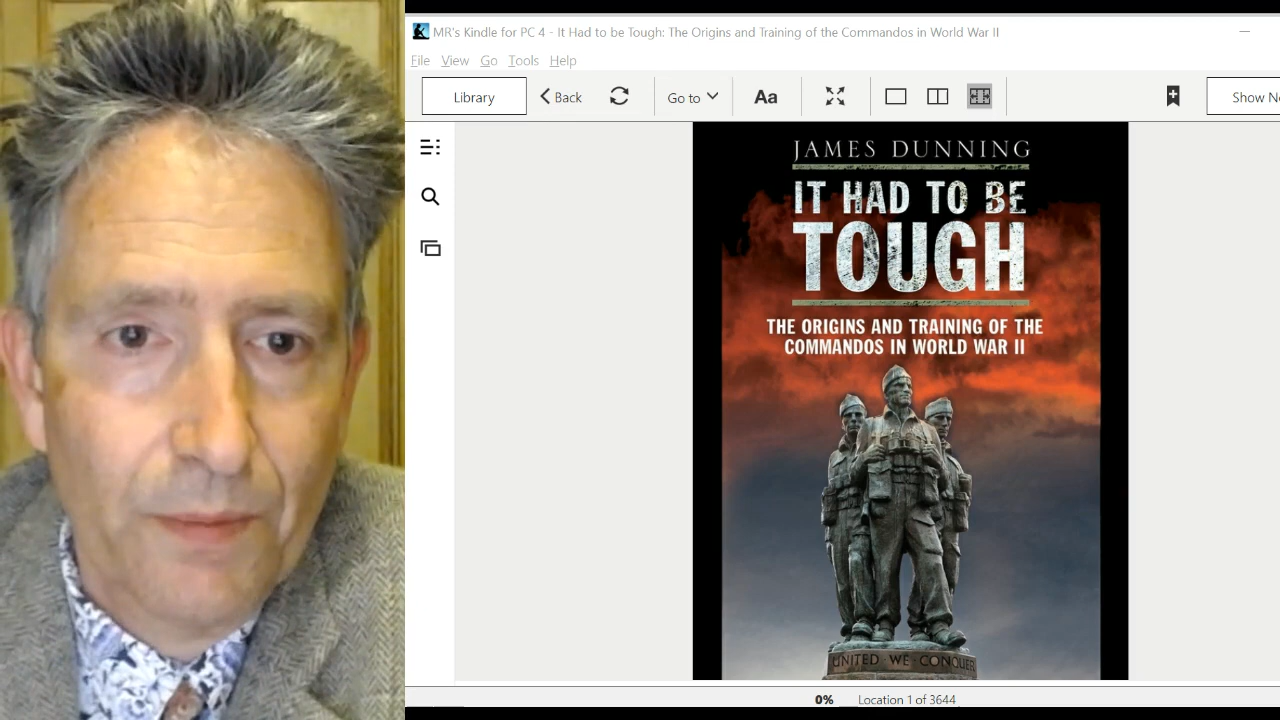 MR's Kindle for PC 4 - It Had to be Tough: The Origins and Training of the Commandos in World War II
File View Go Tools Help
Library Back Go to Aa Show No
JAMES DUNNING
IT HAD TO BE
TOUGH
THE ORIGINS AND TRAINING OF THE
COMMANDOS IN WORLD WAR II
UNITED WE CONQUER
0% Location 1 of 3644